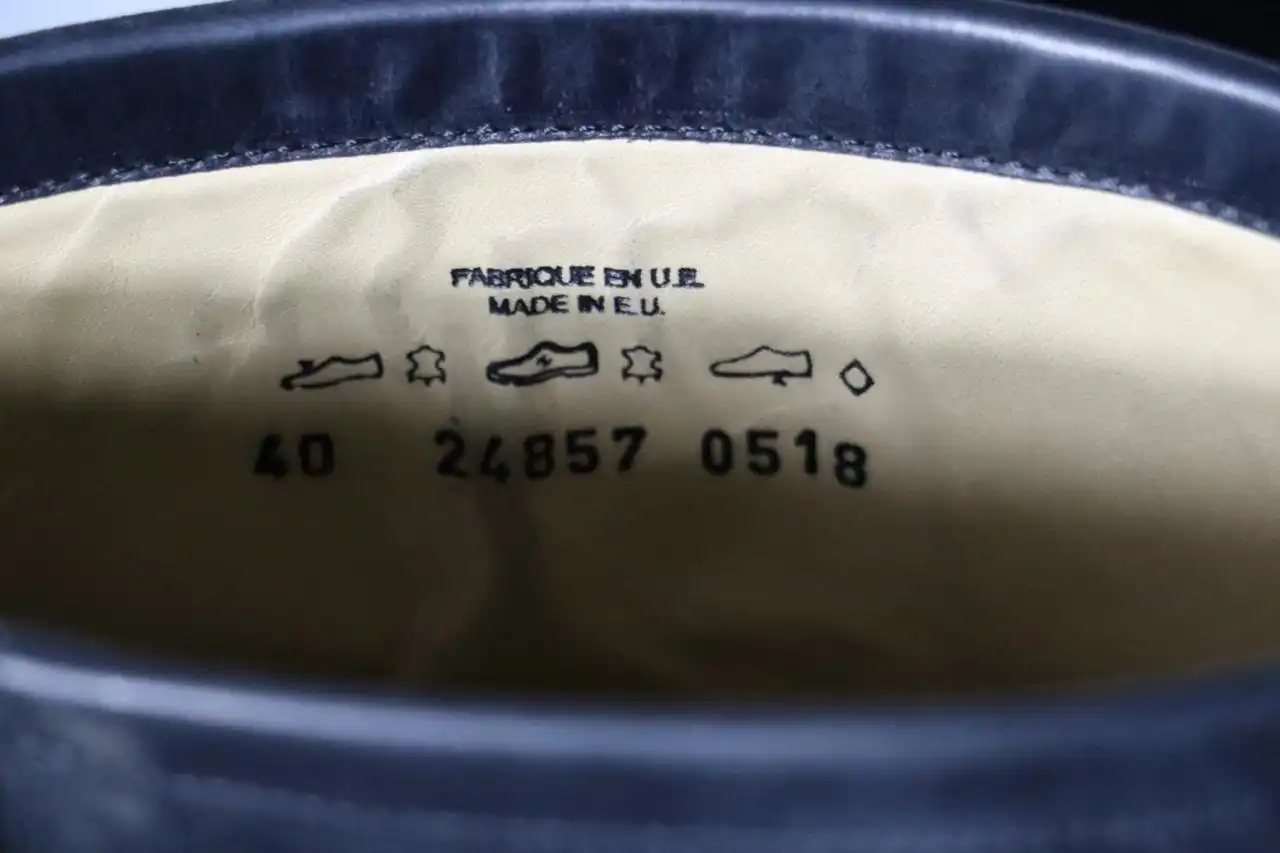 FABRIQUE EN U.E.
MADE IN E.U.
40 24857 0518